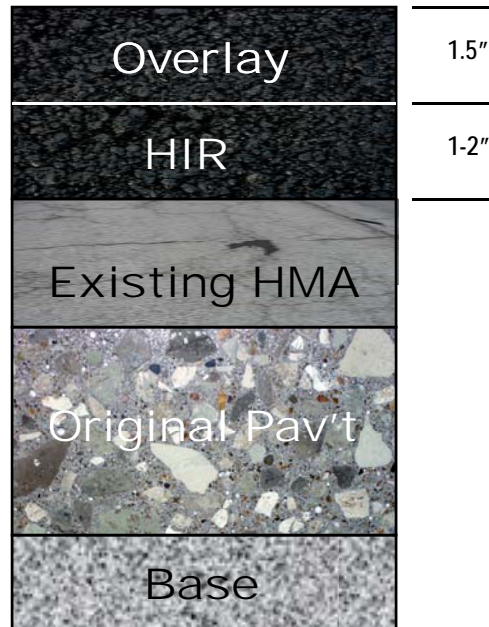 Overlay
1.5"
HIR
1-2"
Existing HMA
Original Pav't
Base